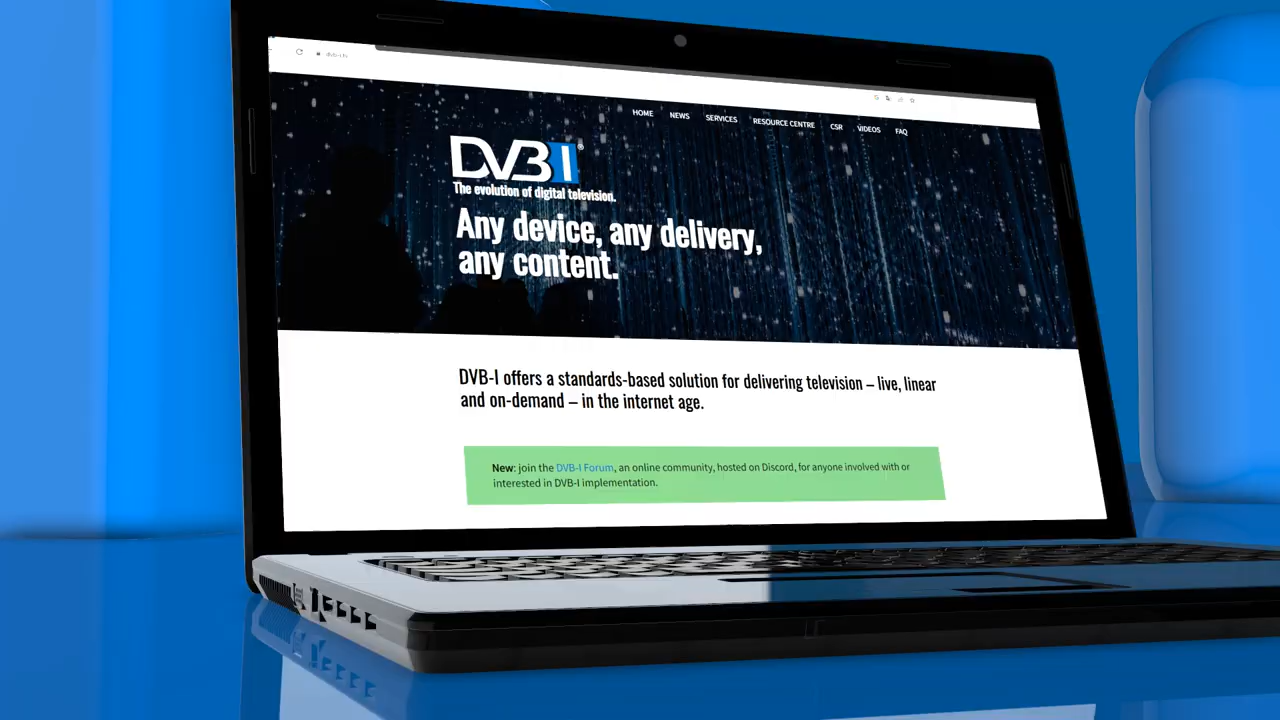 HOME NEWS SERVICES RESOURCE CENTRE CSR VIDEOS FAQ
DVB-I®
The evolution of digital television.
Any device, any delivery,
any content.
DVB-I offers a standards-based solution for delivering television – live, linear
and on-demand – in the internet age.
New: join the DVB-I Forum, an online community, hosted on Discord, for anyone involved with or
interested in DVB-I implementation.